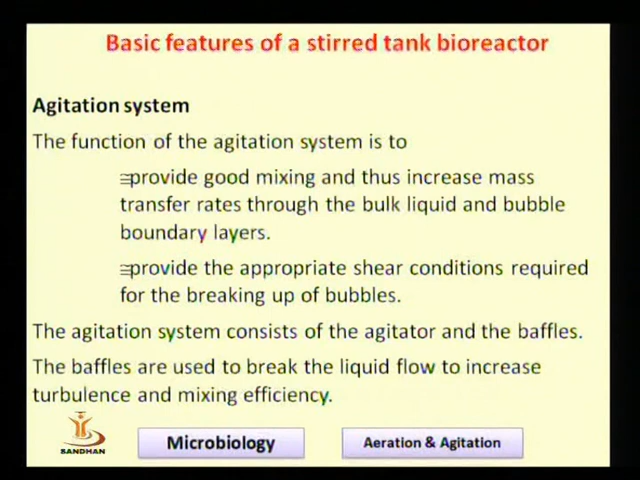 Basic features of a stirred tank bioreactor
Agitation system
The function of the agitation system is to
provide good mixing and thus increase mass
transfer rates through the bulk liquid and bubble
boundary layers.
provide the appropriate shear conditions required
for the breaking up of bubbles.
The agitation system consists of the agitator and the baffles.
The baffles are used to break the liquid flow to increase
turbulence and mixing efficiency.
BANDHAN
Microbiology
Aeration & Agitation